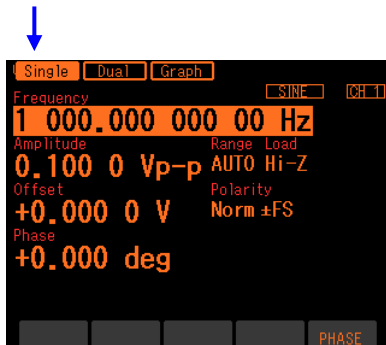 Single Dual Graph
SINE CH 1
Frequency
1 000.000 000 00 Hz
Amplitude Range Load
0.100 0 Vp-p AUTO Hi-Z
Offset Polarity
+0.000 0 V Norm ±FS
Phase
+0.000 deg
PHASE